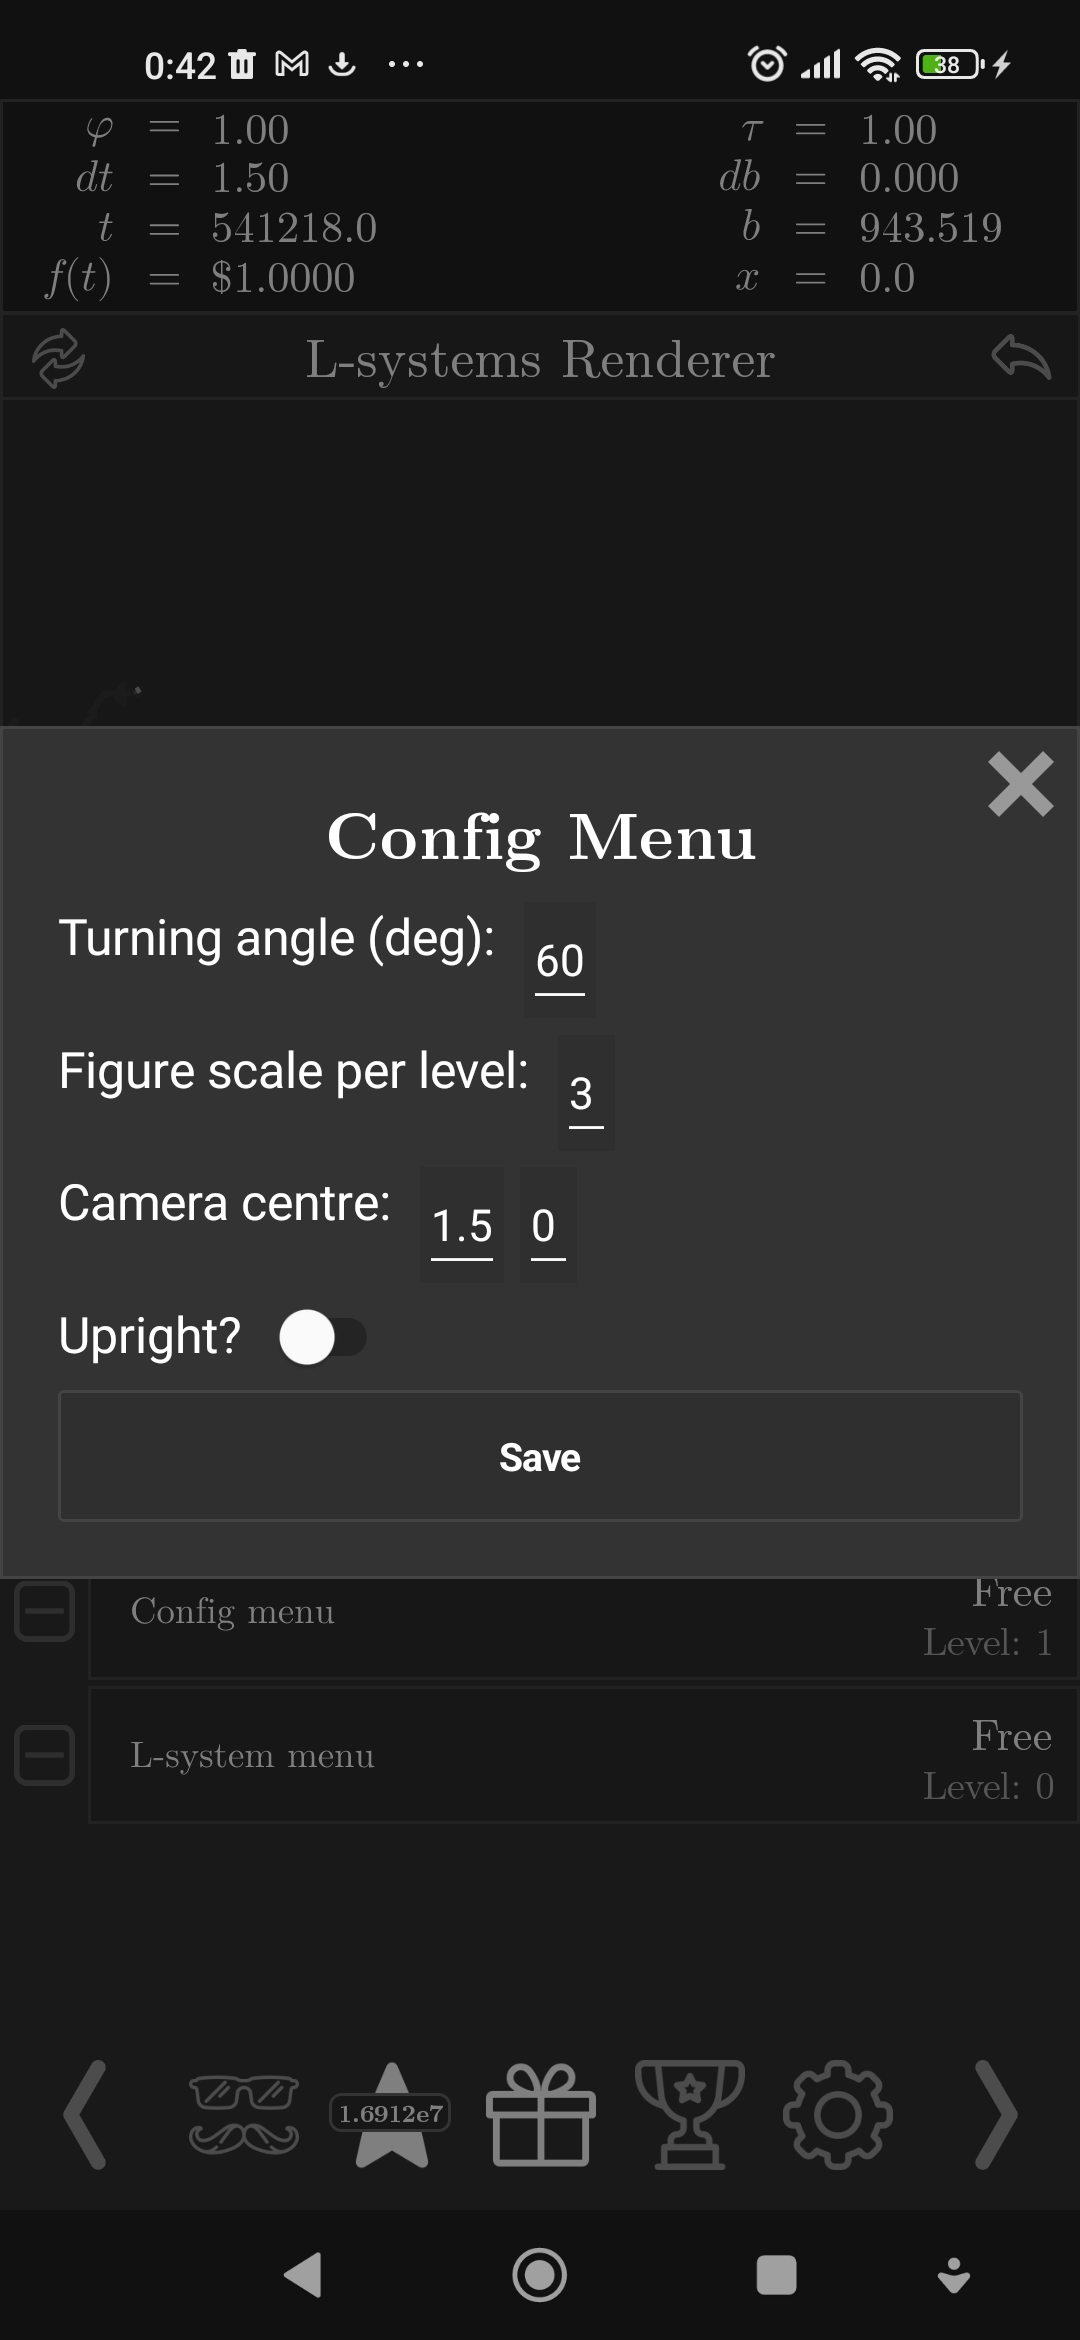 0:42 38
φ = 1.00 τ = 1.00
dt = 1.50 db = 0.000
t = 541218.0 b = 943.519
f(t) = $1.0000 x = 0.0
L-systems Renderer
Config Menu
Turning angle (deg): 60
Figure scale per level: 3
Camera centre: 1.5 0
Upright?
Save
Config menu Free
Level: 1
L-system menu Free
Level: 0
1.6912e7